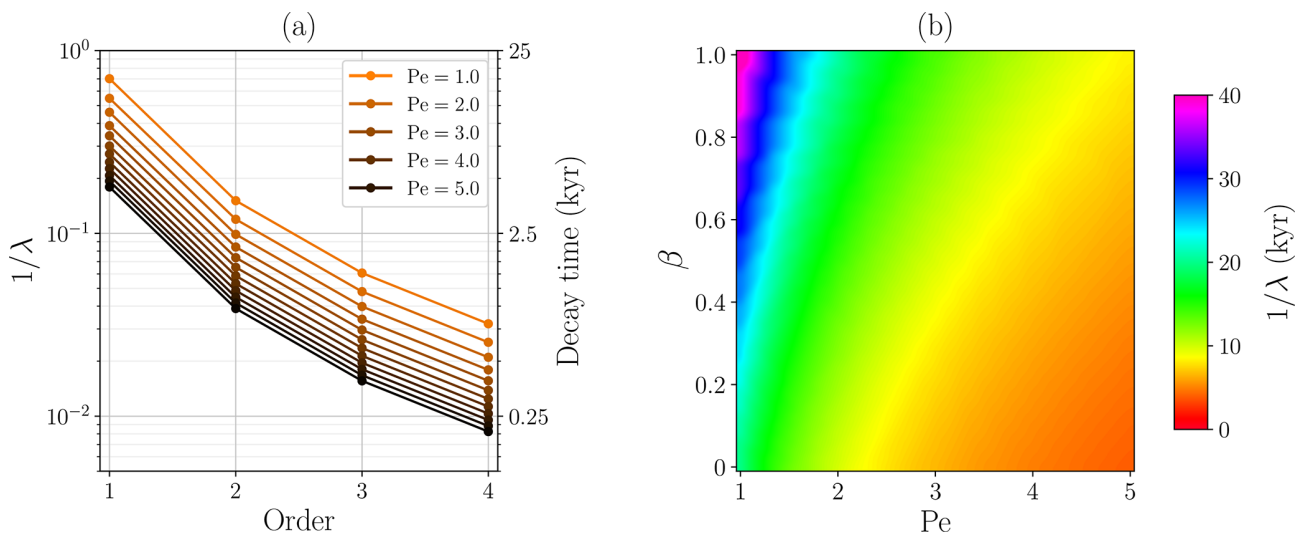 (a)
10⁰
10⁻¹
10⁻²
1/λ
1
2
3
4
Order
25
2.5
0.25
Decay time (kyr)
Pe = 1.0
Pe = 2.0
Pe = 3.0
Pe = 4.0
Pe = 5.0
(b)
1.0
0.8
0.6
0.4
0.2
0
β
1
2
3
4
5
Pe
40
30
20
10
0
1/λ (kyr)